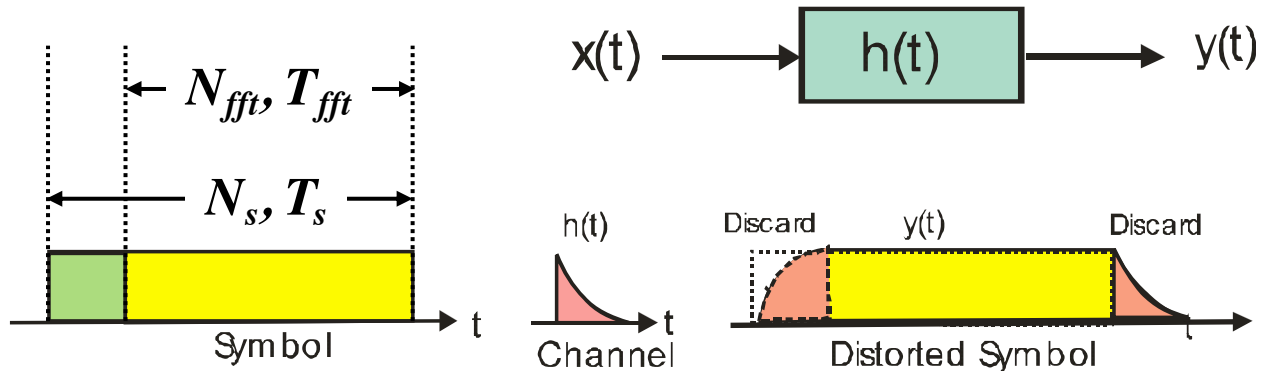 x(t) h(t) y(t)
N_fft, T_fft
N_s, T_s
h(t)
Discard y(t) Discard
t t t
Symbol Channel Distorted Symbol